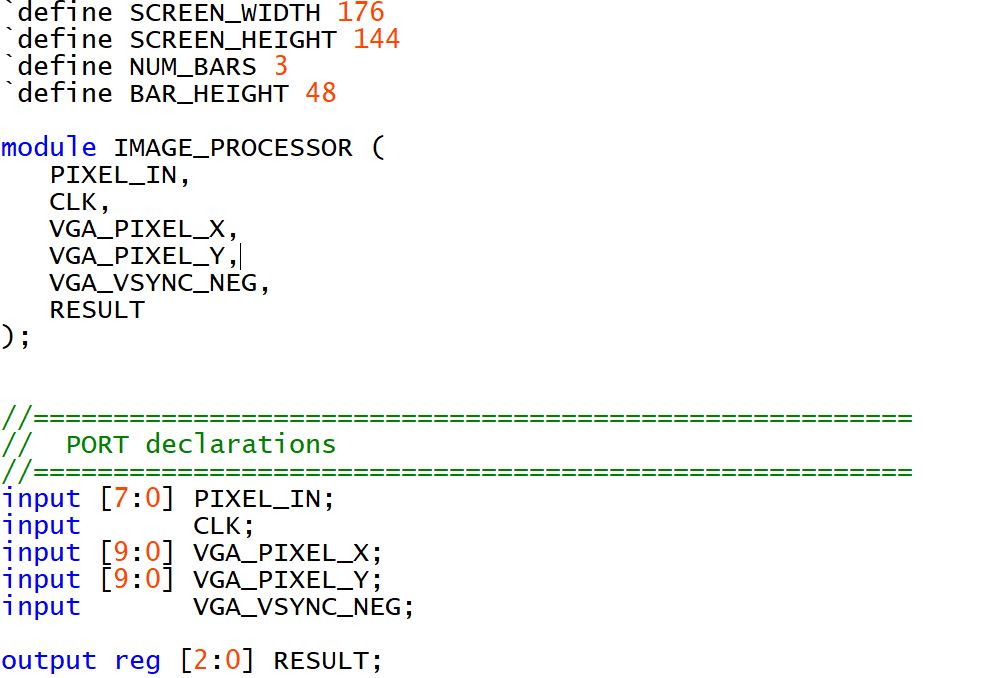 `define SCREEN_WIDTH 176
`define SCREEN_HEIGHT 144
`define NUM_BARS 3
`define BAR_HEIGHT 48

module IMAGE_PROCESSOR (
   PIXEL_IN,
   CLK,
   VGA_PIXEL_X,
   VGA_PIXEL_Y,
   VGA_VSYNC_NEG,
   RESULT
);


//=======================================================
//  PORT declarations
//=======================================================
input [7:0] PIXEL_IN;
input       CLK;
input [9:0] VGA_PIXEL_X;
input [9:0] VGA_PIXEL_Y;
input       VGA_VSYNC_NEG;

output reg [2:0] RESULT;